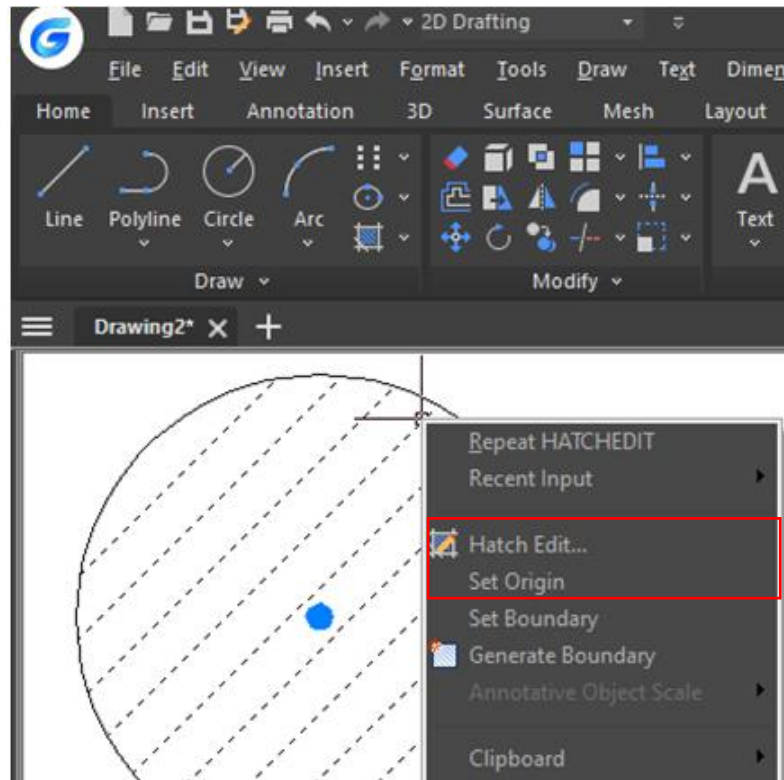 2D Drafting
File Edit View Insert Format Tools Draw Text Dimen
Home Insert Annotation 3D Surface Mesh Layout
Line Polyline Circle Arc Text
Draw Modify
Drawing2*
Repeat HATCHEDIT
Recent Input
Hatch Edit...
Set Origin
Set Boundary
Generate Boundary
Annotative Object Scale
Clipboard